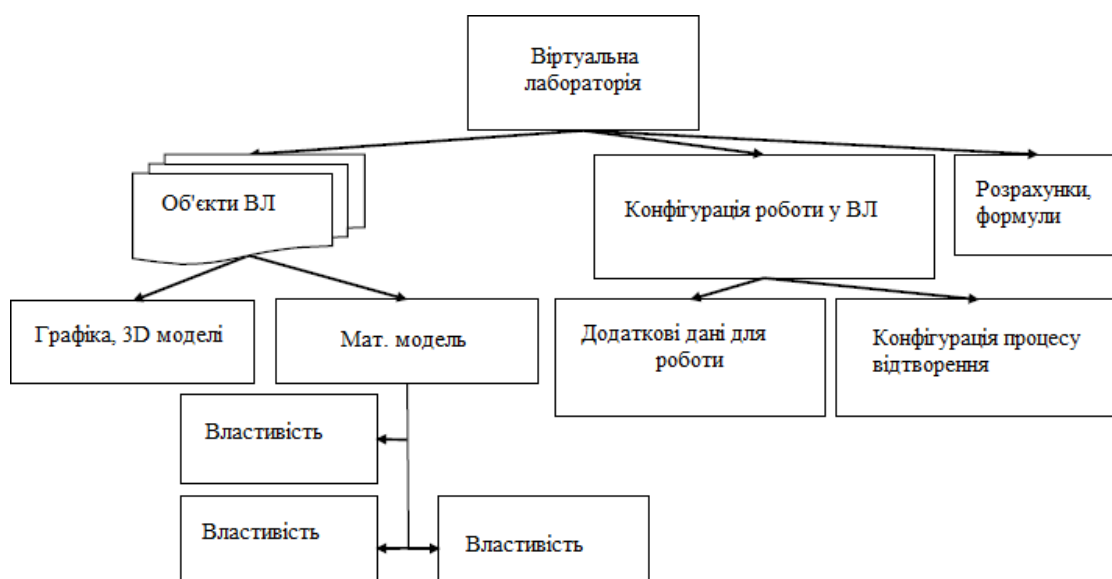 Віртуальна
лабораторія
Об'єкти ВЛ
Конфігурація роботи у ВЛ
Розрахунки,
формули
Графіка, 3D моделі
Мат. модель
Додаткові дані для
роботи
Конфігурація процесу
відтворення
Властивість
Властивість
Властивість